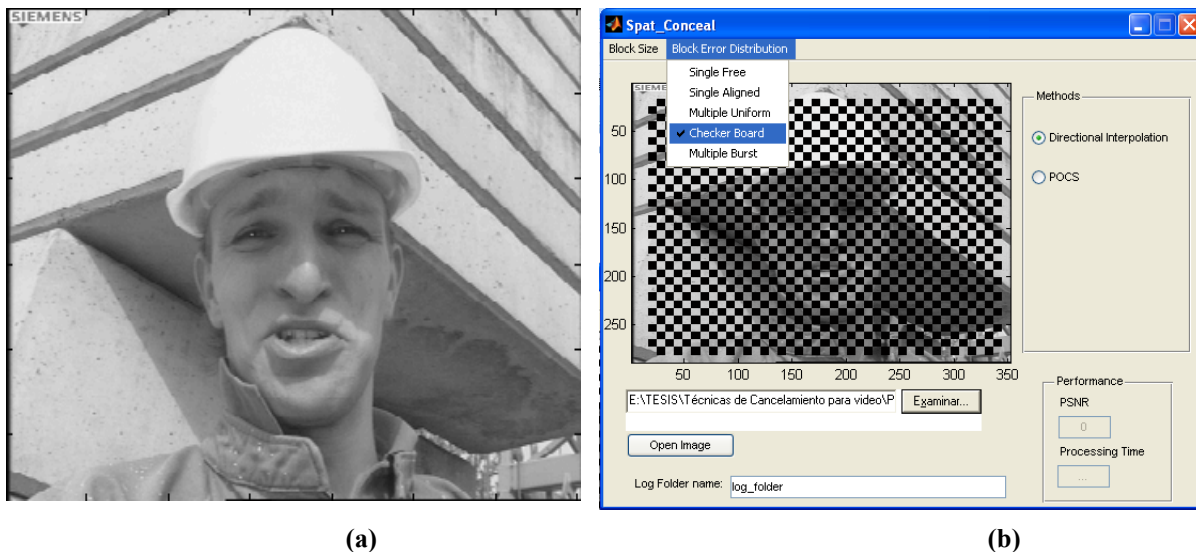 SIEMENS
Spat_Conceal
Block Size Block Error Distribution
Single Free
Single Aligned
Multiple Uniform
Checker Board
Multiple Burst
SIEME
50
100
150
200
250
50 100 150 200 250 300 350
Methods
Directional Interpolation
POCS
E:\TESIS\Técnicas de Cancelamiento para video\P
Examinar...
Open Image
Log Folder name: log_folder
Performance
PSNR
0
Processing Time
...
(a) (b)